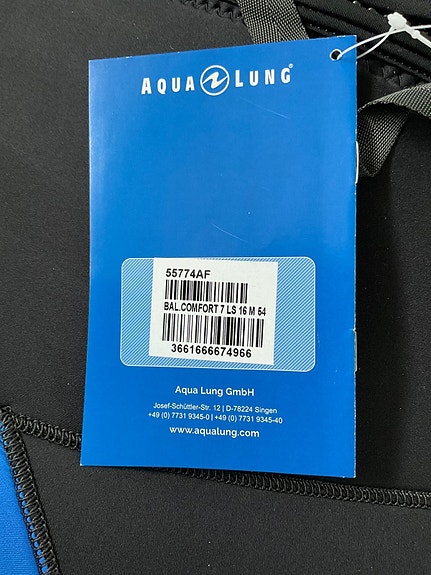 AQUA LUNG®
55774AF
BAL.COMFORT 7 LS 16 M 54
3661666674966
Aqua Lung GmbH
Josef-Schüttler-Str. 12 | D-78224 Singen
+49 (0) 7731 9345-0 | +49 (0) 7731 9345-40
www.aqualung.com